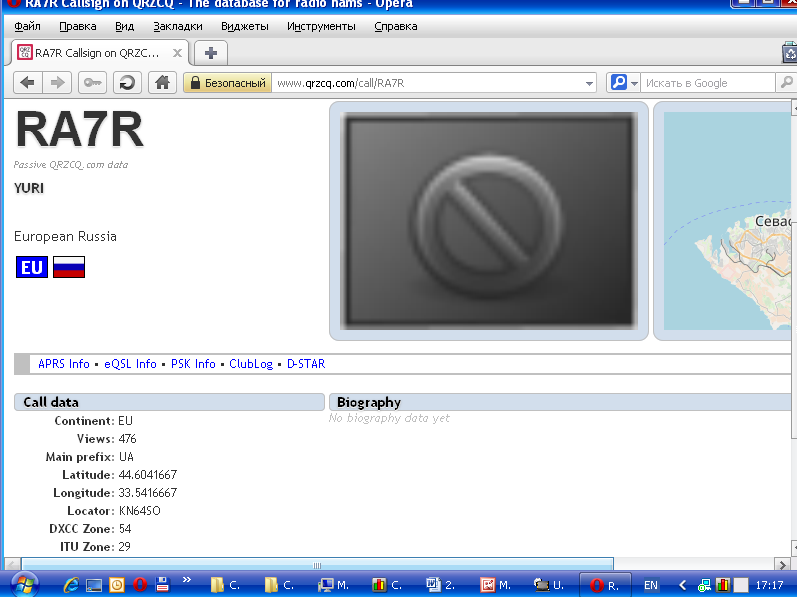 RA7R Callsign on QRZCQ - The database for radio hams - Opera
Файл Правка Вид Закладки Виджеты Инструменты Справка
QRZ CQ RA7R Callsign on QRZC...
Безопасный www.qrzcq.com/call/RA7R Искать в Google
RA7R
Passive QRZCQ.com data
YURI
European Russia
EU
Севас
APRS Info • eQSL Info • PSK Info • ClubLog • D-STAR
Call data Biography
Continent: EU No biography data yet
Views: 476
Main prefix: UA
Latitude: 44.6041667
Longitude: 33.5416667
Locator: KN64SO
DXCC Zone: 54
ITU Zone: 29
» С. С. М. С. 2. М. U. R. EN 17:17